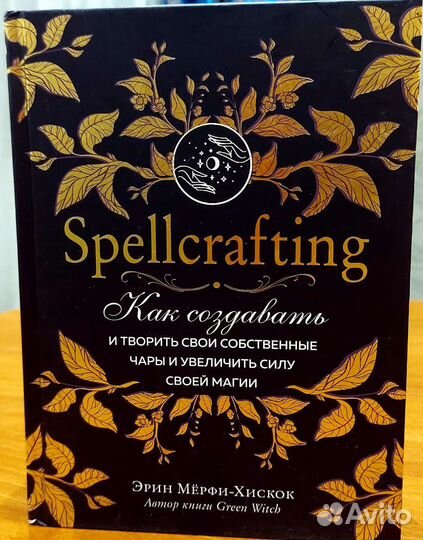 Spellcrafting
Как создавать
И ТВОРИТЬ СВОИ СОБСТВЕННЫЕ
ЧАРЫ И УВЕЛИЧИТЬ СИЛУ
СВОЕЙ МАГИИ
ЭРИН МЁРФИ-ХИСКОК
Автор книги Green Witch
Avito